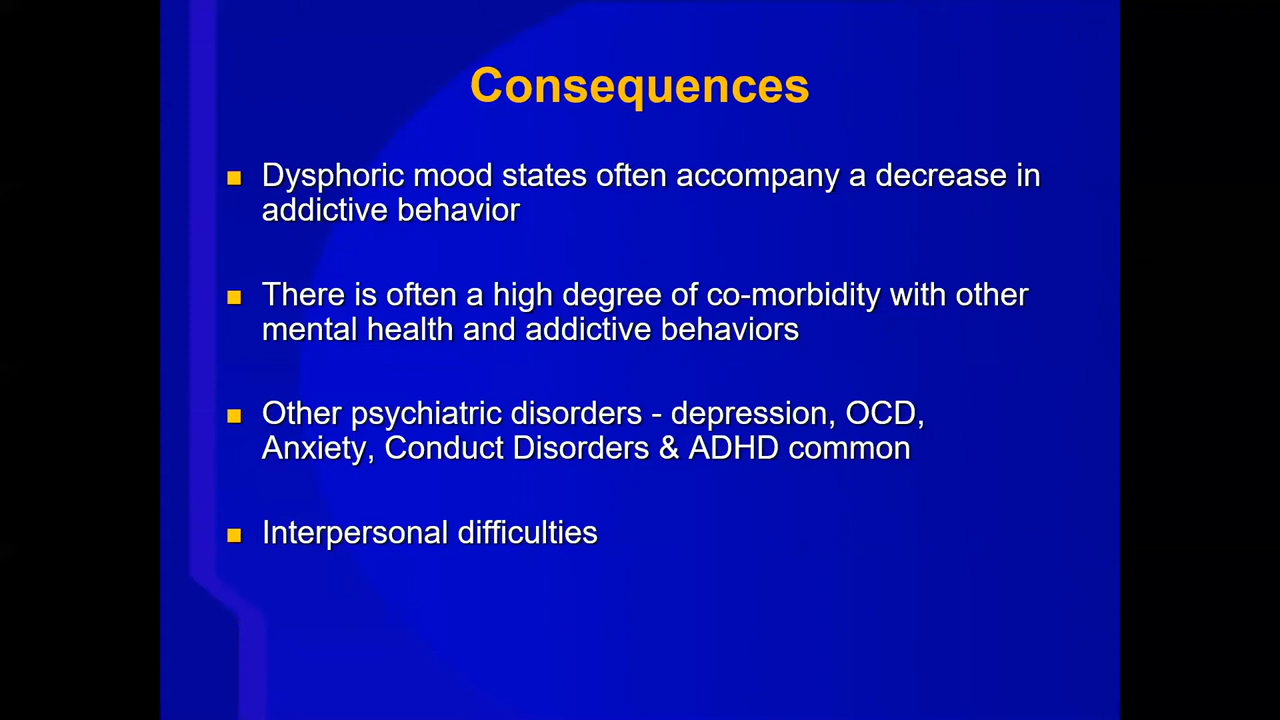 Consequences
Dysphoric mood states often accompany a decrease in
addictive behavior
There is often a high degree of co-morbidity with other
mental health and addictive behaviors
Other psychiatric disorders - depression, OCD,
Anxiety, Conduct Disorders & ADHD common
Interpersonal difficulties